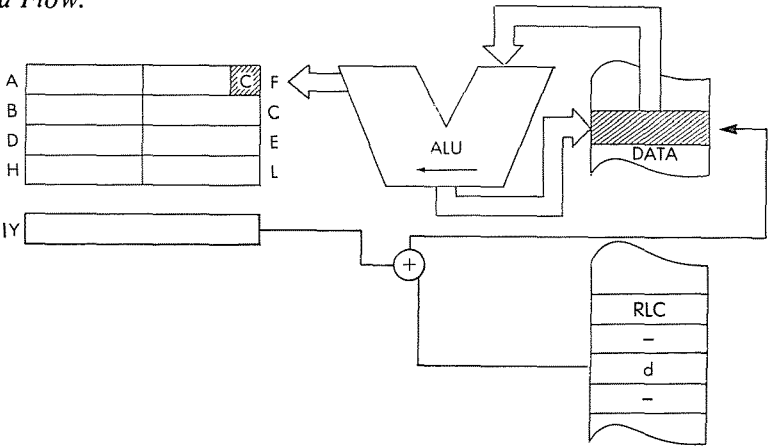 a Flow.
A C F
B C
D E
H L
IY
ALU
DATA
+
RLC
–
d
–